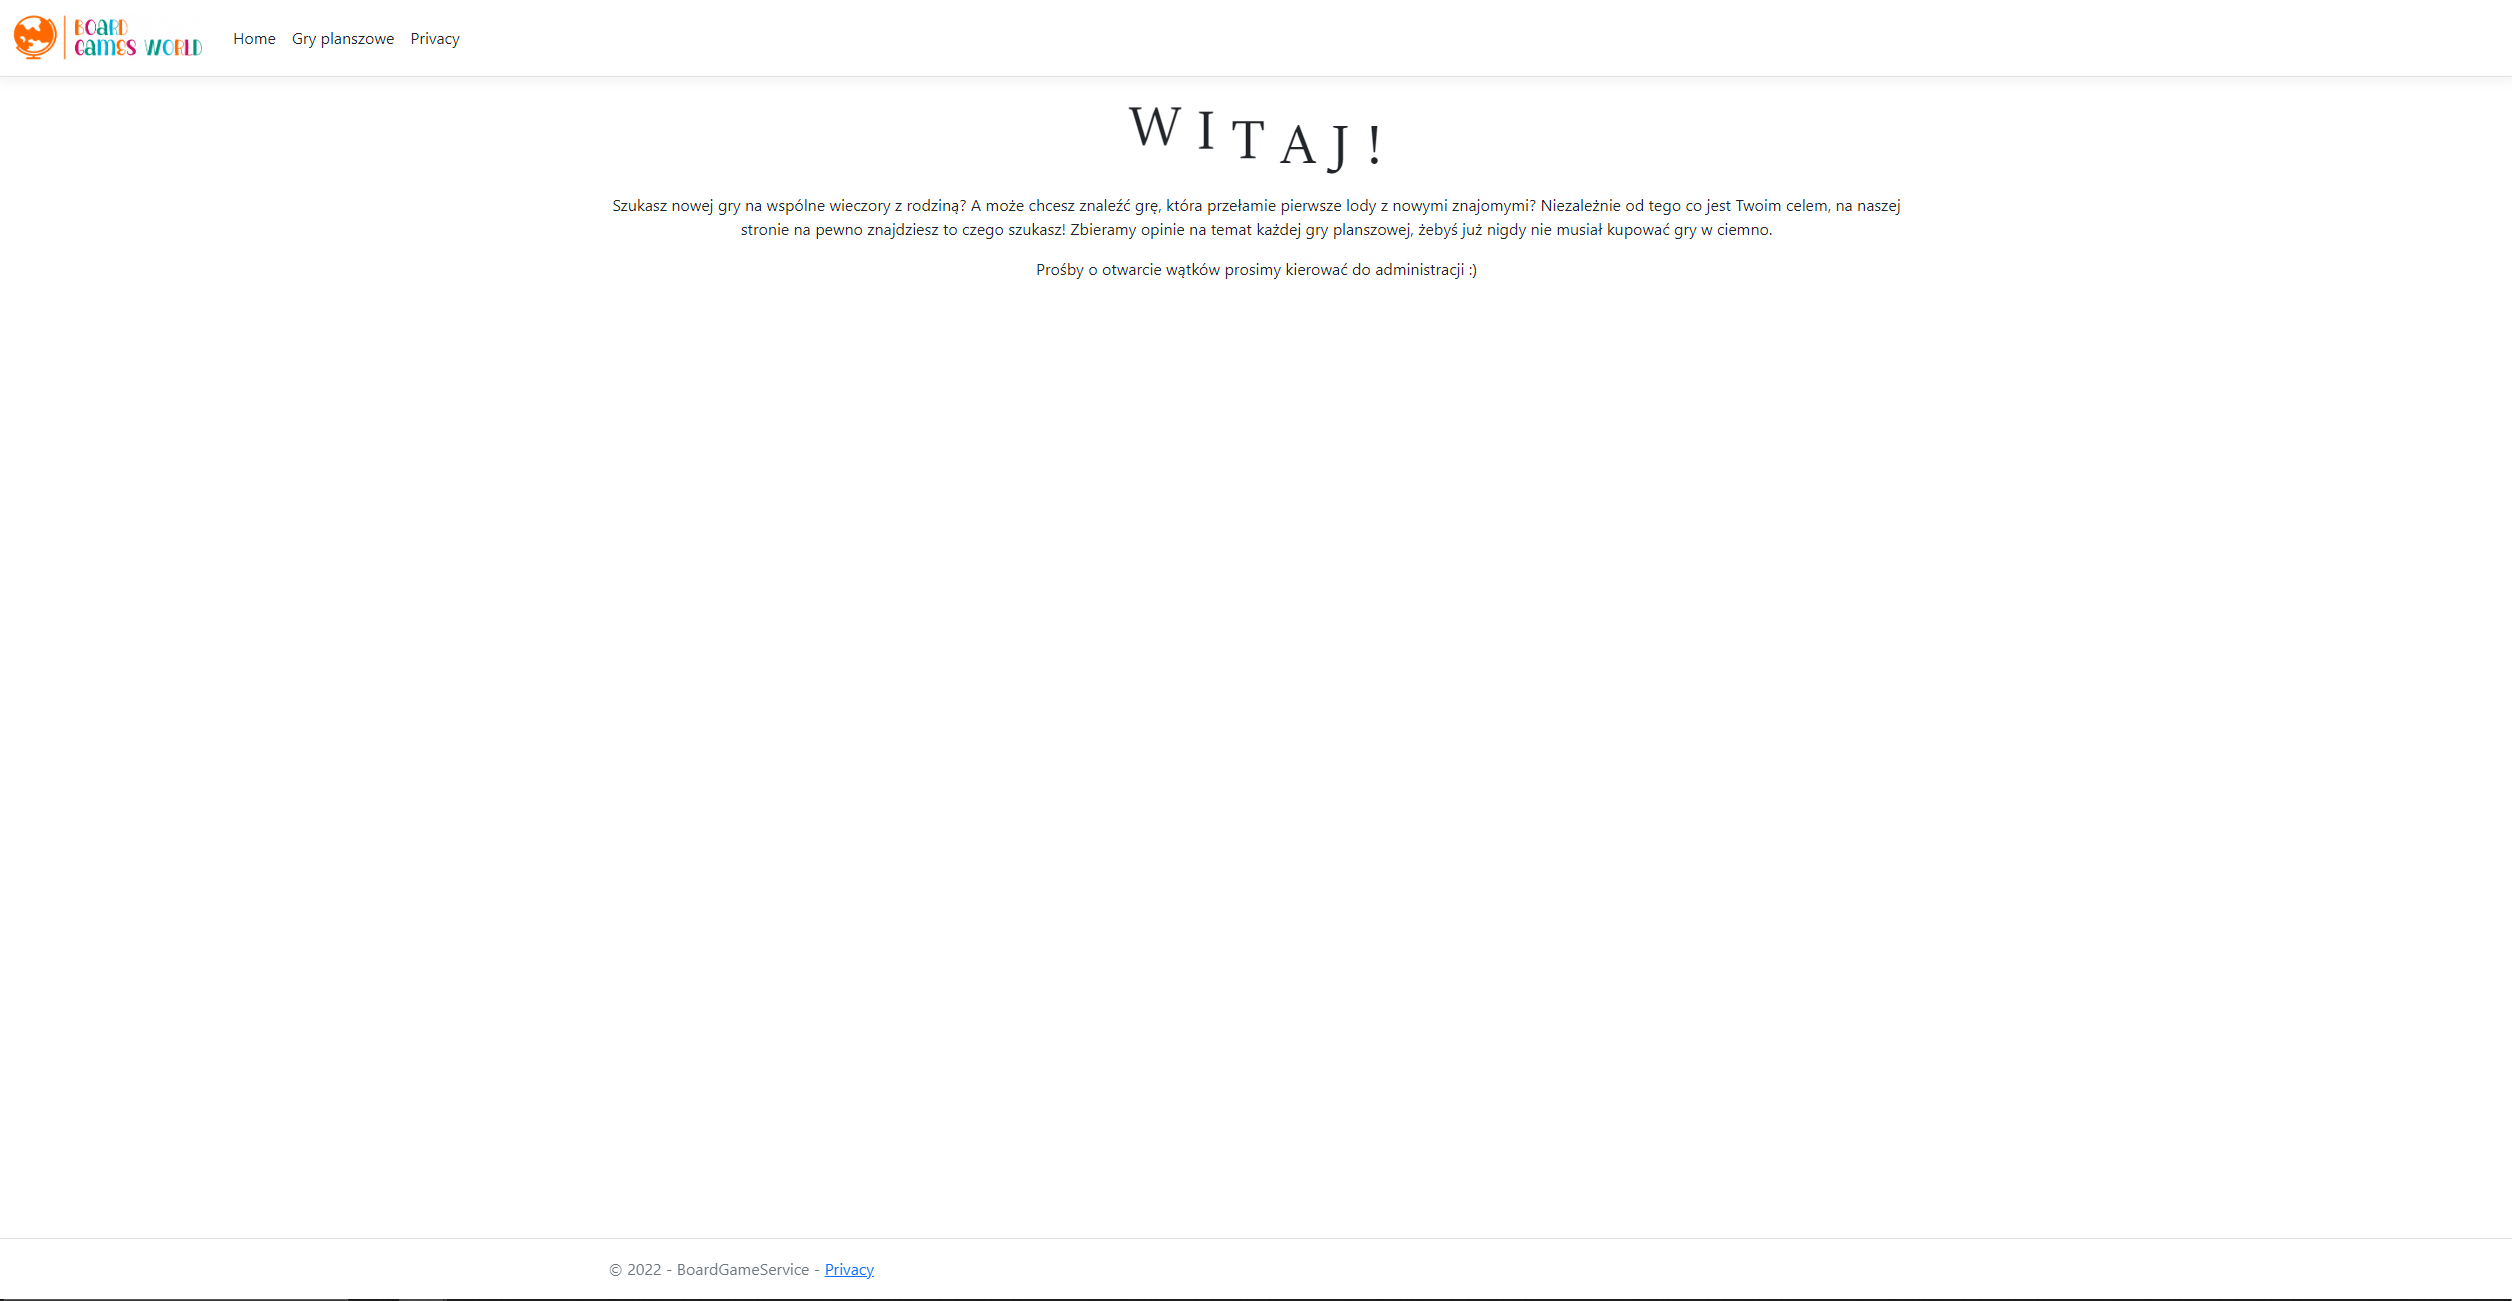 BOARD
GAMES WORLD
Home Gry planszowe Privacy
WITAJ!
Szukasz nowej gry na wspólne wieczory z rodziną? A może chcesz znaleźć grę, która przełamie pierwsze lody z nowymi znajomymi? Niezależnie od tego co jest Twoim celem, na naszej
stronie na pewno znajdziesz to czego szukasz! Zbieramy opinie na temat każdej gry planszowej, żebyś już nigdy nie musiał kupować gry w ciemno.
Prośby o otwarcie wątków prosimy kierować do administracji :)
© 2022 - BoardGameService - Privacy